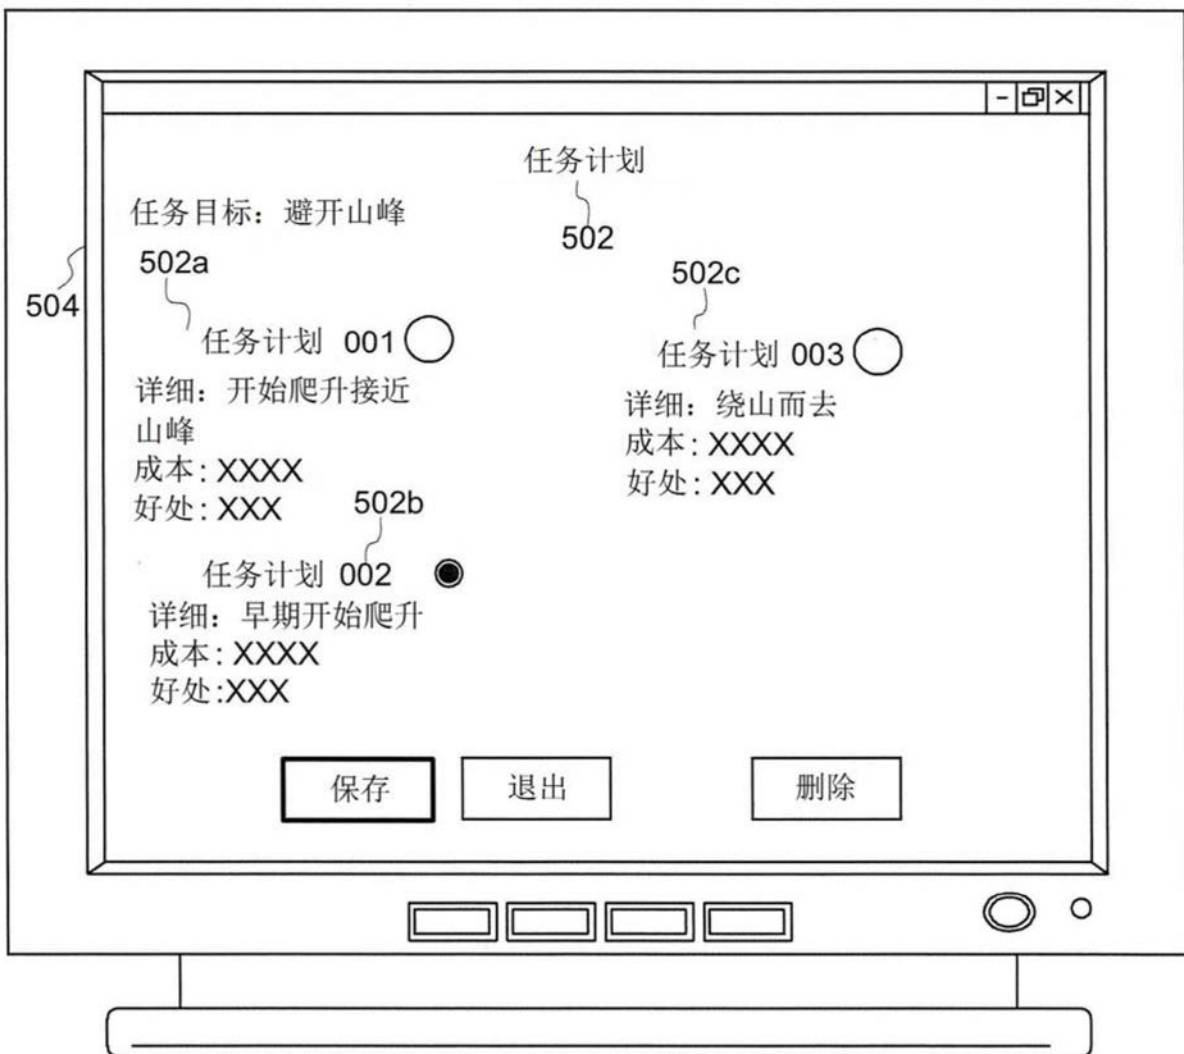 任务计划
502
任务目标：避开山峰
504
502a
任务计划 001
详细：开始爬升接近
山峰
成本: XXXX
好处: XXX
502b
任务计划 002
详细：早期开始爬升
成本: XXXX
好处:XXX
502c
任务计划 003
详细：绕山而去
成本: XXXX
好处: XXX
保存
退出
删除